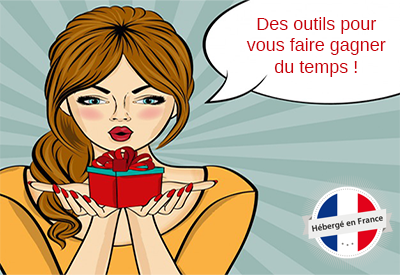 Des outils pour
vous faire gagner
du temps !
Hébergé en France